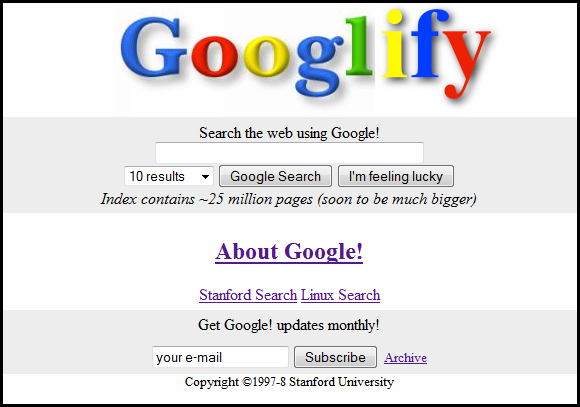 Googlify
Search the web using Google!
10 results Google Search I'm feeling lucky
Index contains ~25 million pages (soon to be much bigger)
About Google!
Stanford Search Linux Search
Get Google! updates monthly!
your e-mail Subscribe Archive
Copyright ©1997-8 Stanford University